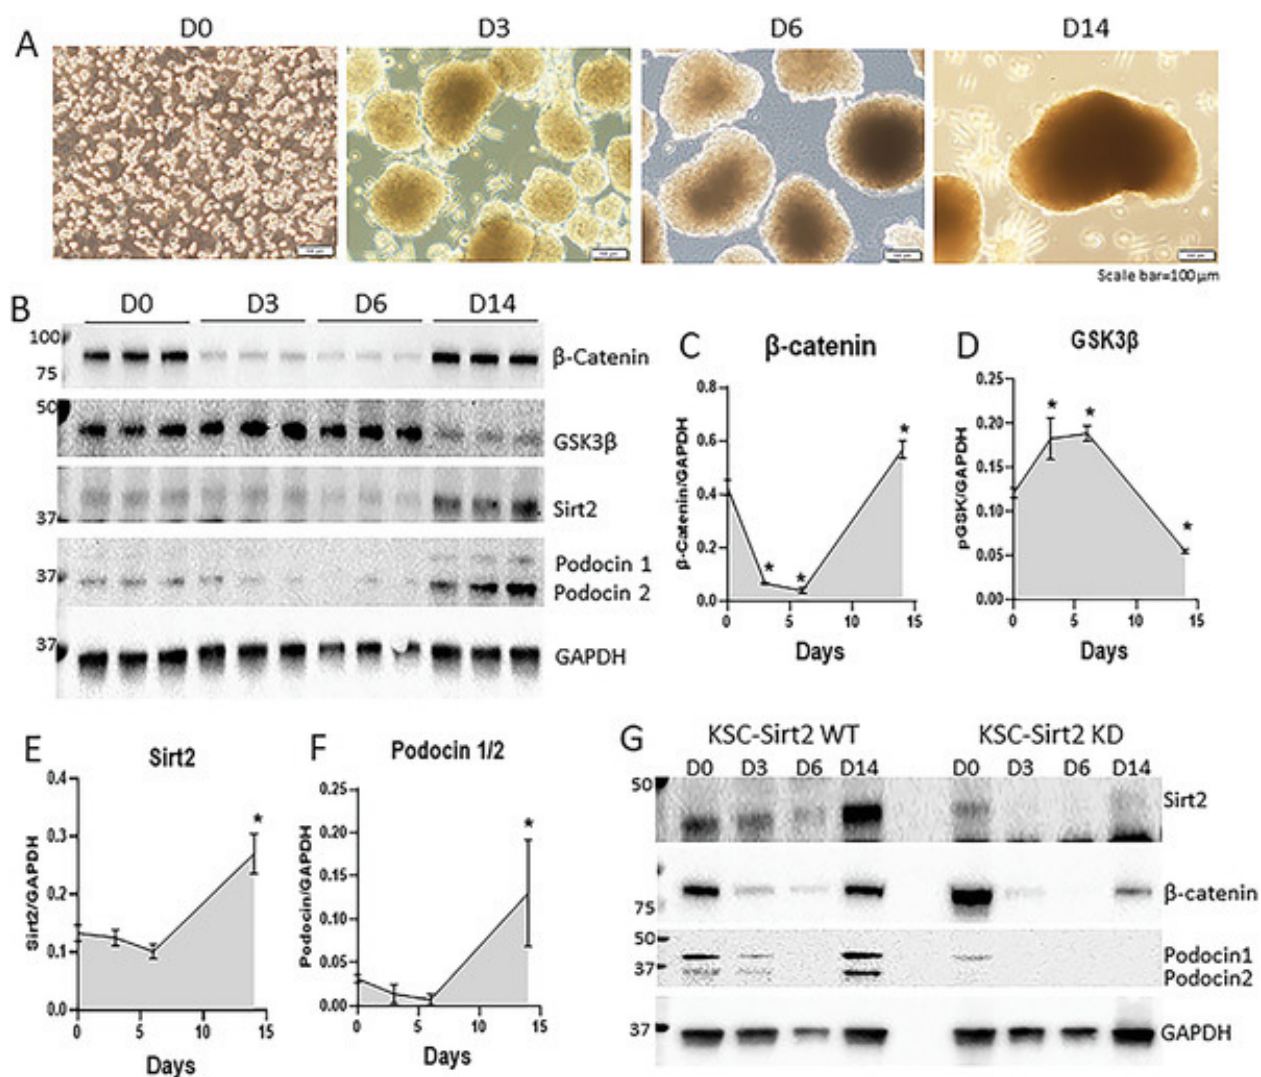 D0 D3 D6 D14
A
Scale bar=100 µm
B D0 D3 D6 D14
100
75
β-Catenin
50
GSK3β
37
Sirt2
37
Podocin 1
Podocin 2
37
GAPDH
C β-catenin
β-Catenin/GAPDH
0.8
0.6
0.4
0.2
0.0
0 5 10 15
Days
D GSK3β
pGSK/GAPDH
0.25
0.20
0.15
0.10
0.05
0.00
0 5 10 15
Days
E Sirt2
Sirt2/GAPDH
0.4
0.3
0.2
0.1
0.0
0 5 10 15
Days
F Podocin 1/2
Podocin/GAPDH
0.25
0.20
0.15
0.10
0.05
0.00
0 5 10 15
Days
G KSC-Sirt2 WT KSC-Sirt2 KD
D0 D3 D6 D14 D0 D3 D6 D14
50
Sirt2
β-catenin
75
50
Podocin1
37
Podocin2
37
GAPDH